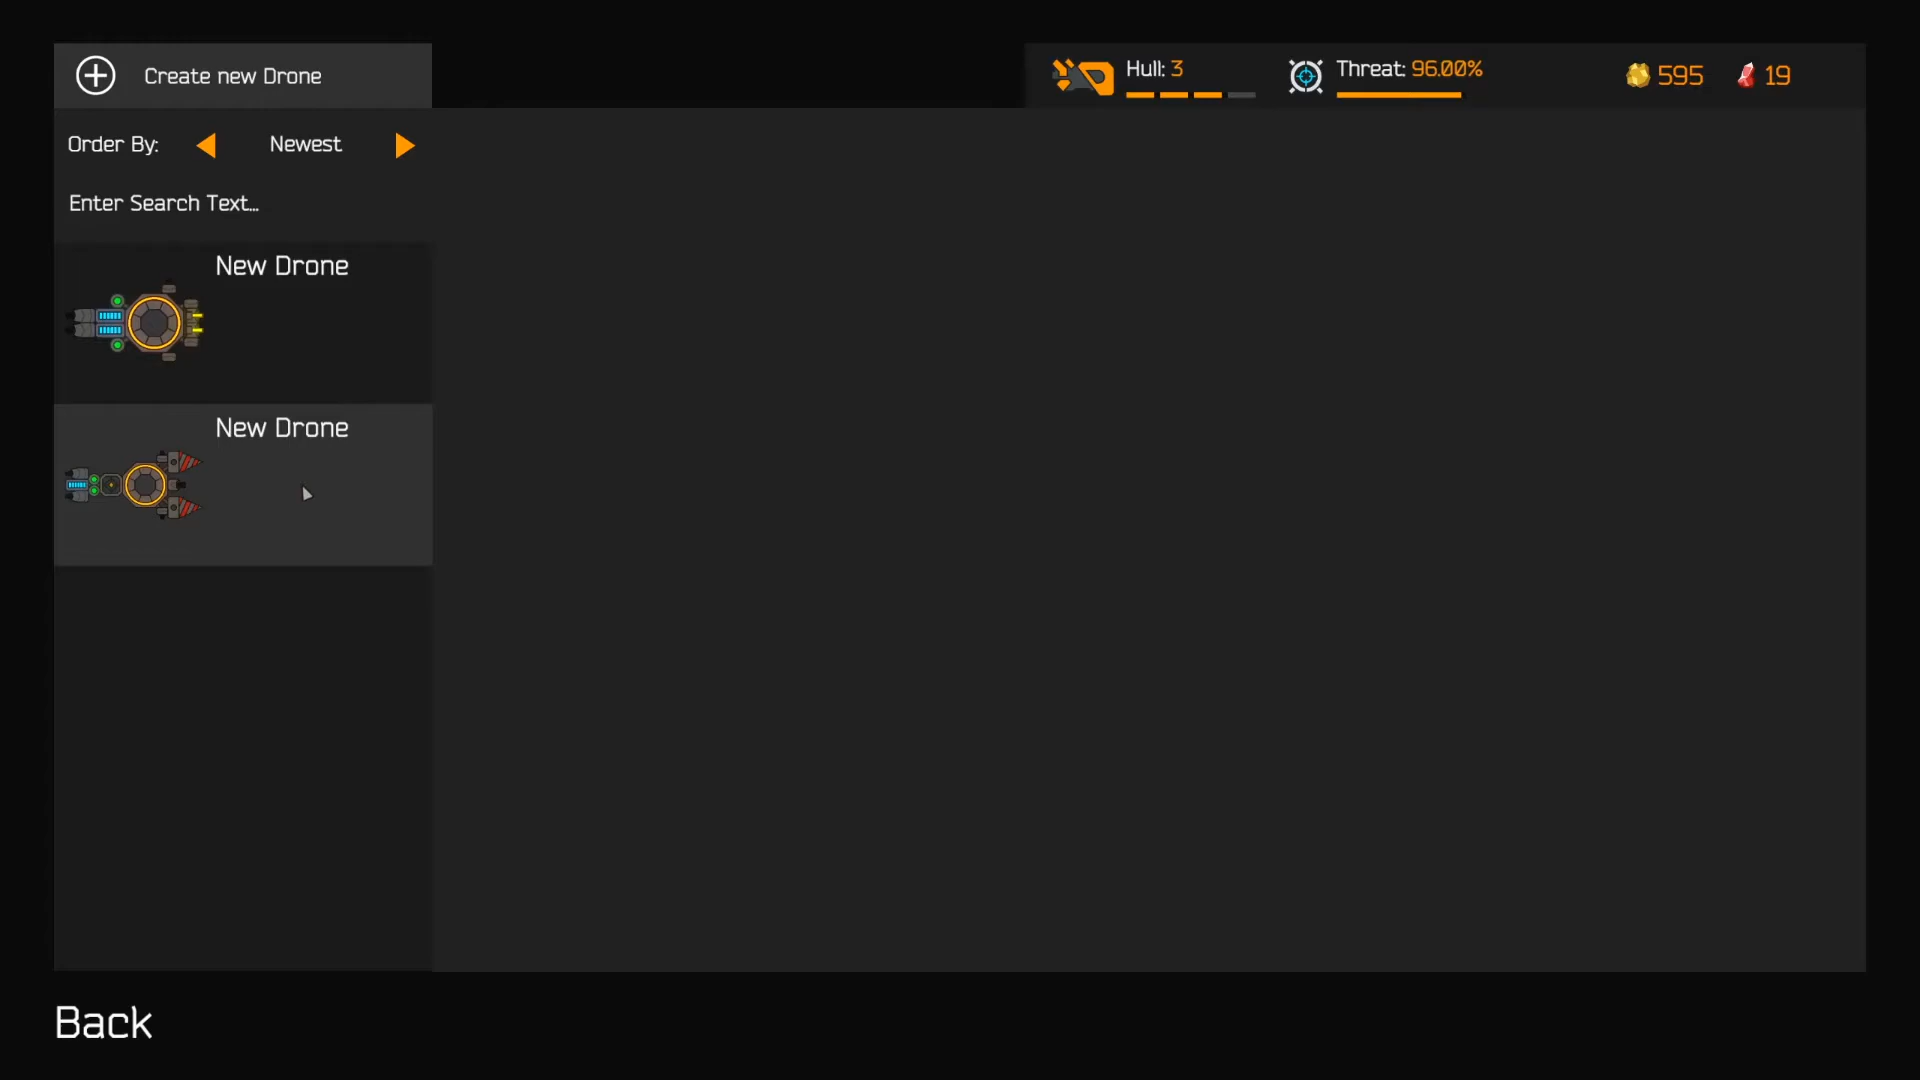 Create new Drone
Hull: 3
Threat: 96.00%
595
19
Order By:
Newest
Enter Search Text...
New Drone
New Drone
Back